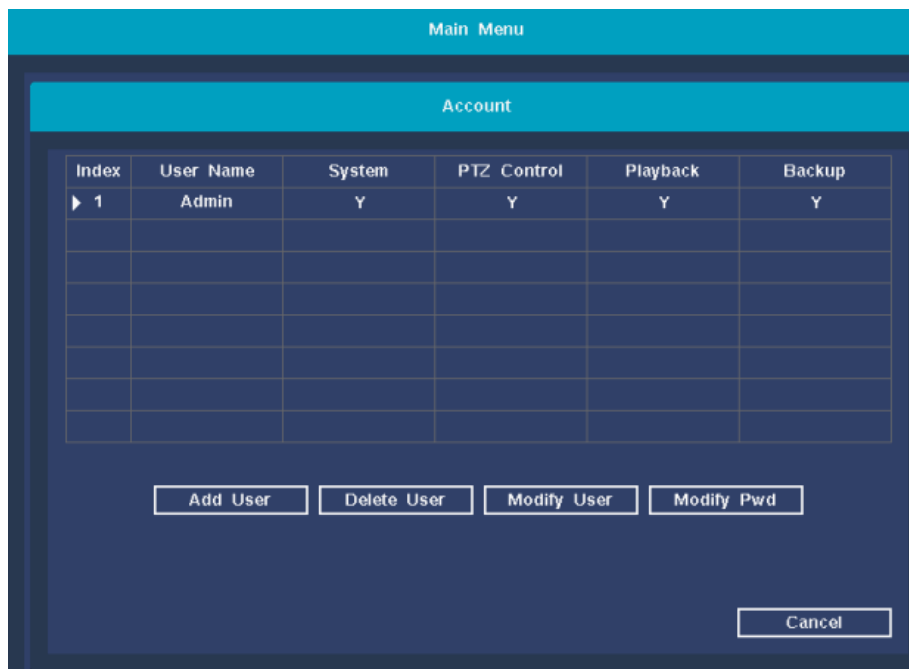 Main Menu
Account
Index User Name System PTZ Control Playback Backup
1 Admin Y Y Y Y
Add User Delete User Modify User Modify Pwd
Cancel